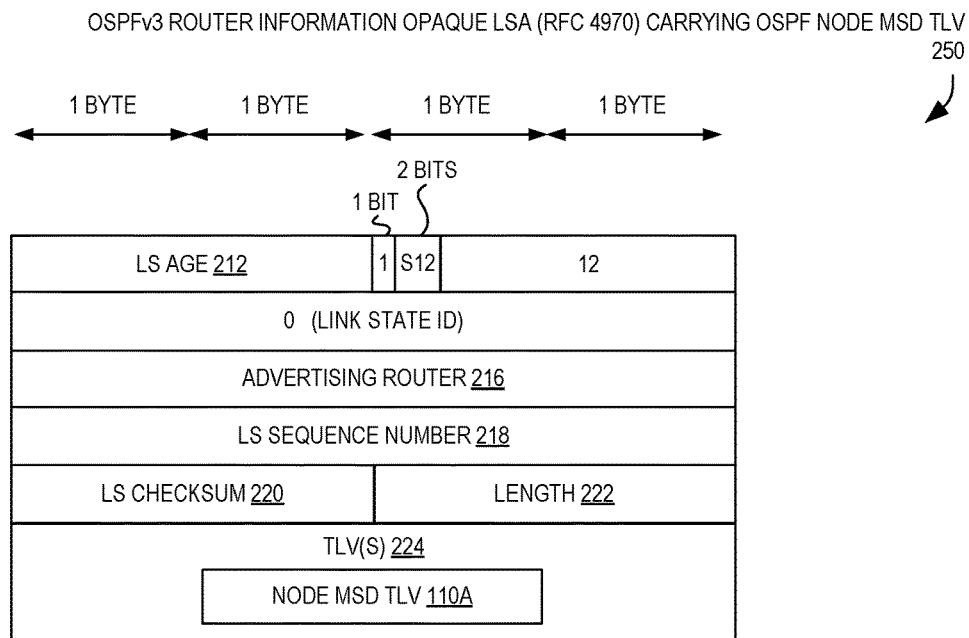 OSPFv3 ROUTER INFORMATION OPAQUE LSA (RFC 4970) CARRYING OSPF NODE MSD TLV
250
1 BYTE 1 BYTE 1 BYTE 1 BYTE
2 BITS
1 BIT
LS AGE 212 1 S12 12
0 (LINK STATE ID)
ADVERTISING ROUTER 216
LS SEQUENCE NUMBER 218
LS CHECKSUM 220 LENGTH 222
TLV(S) 224
NODE MSD TLV 110A